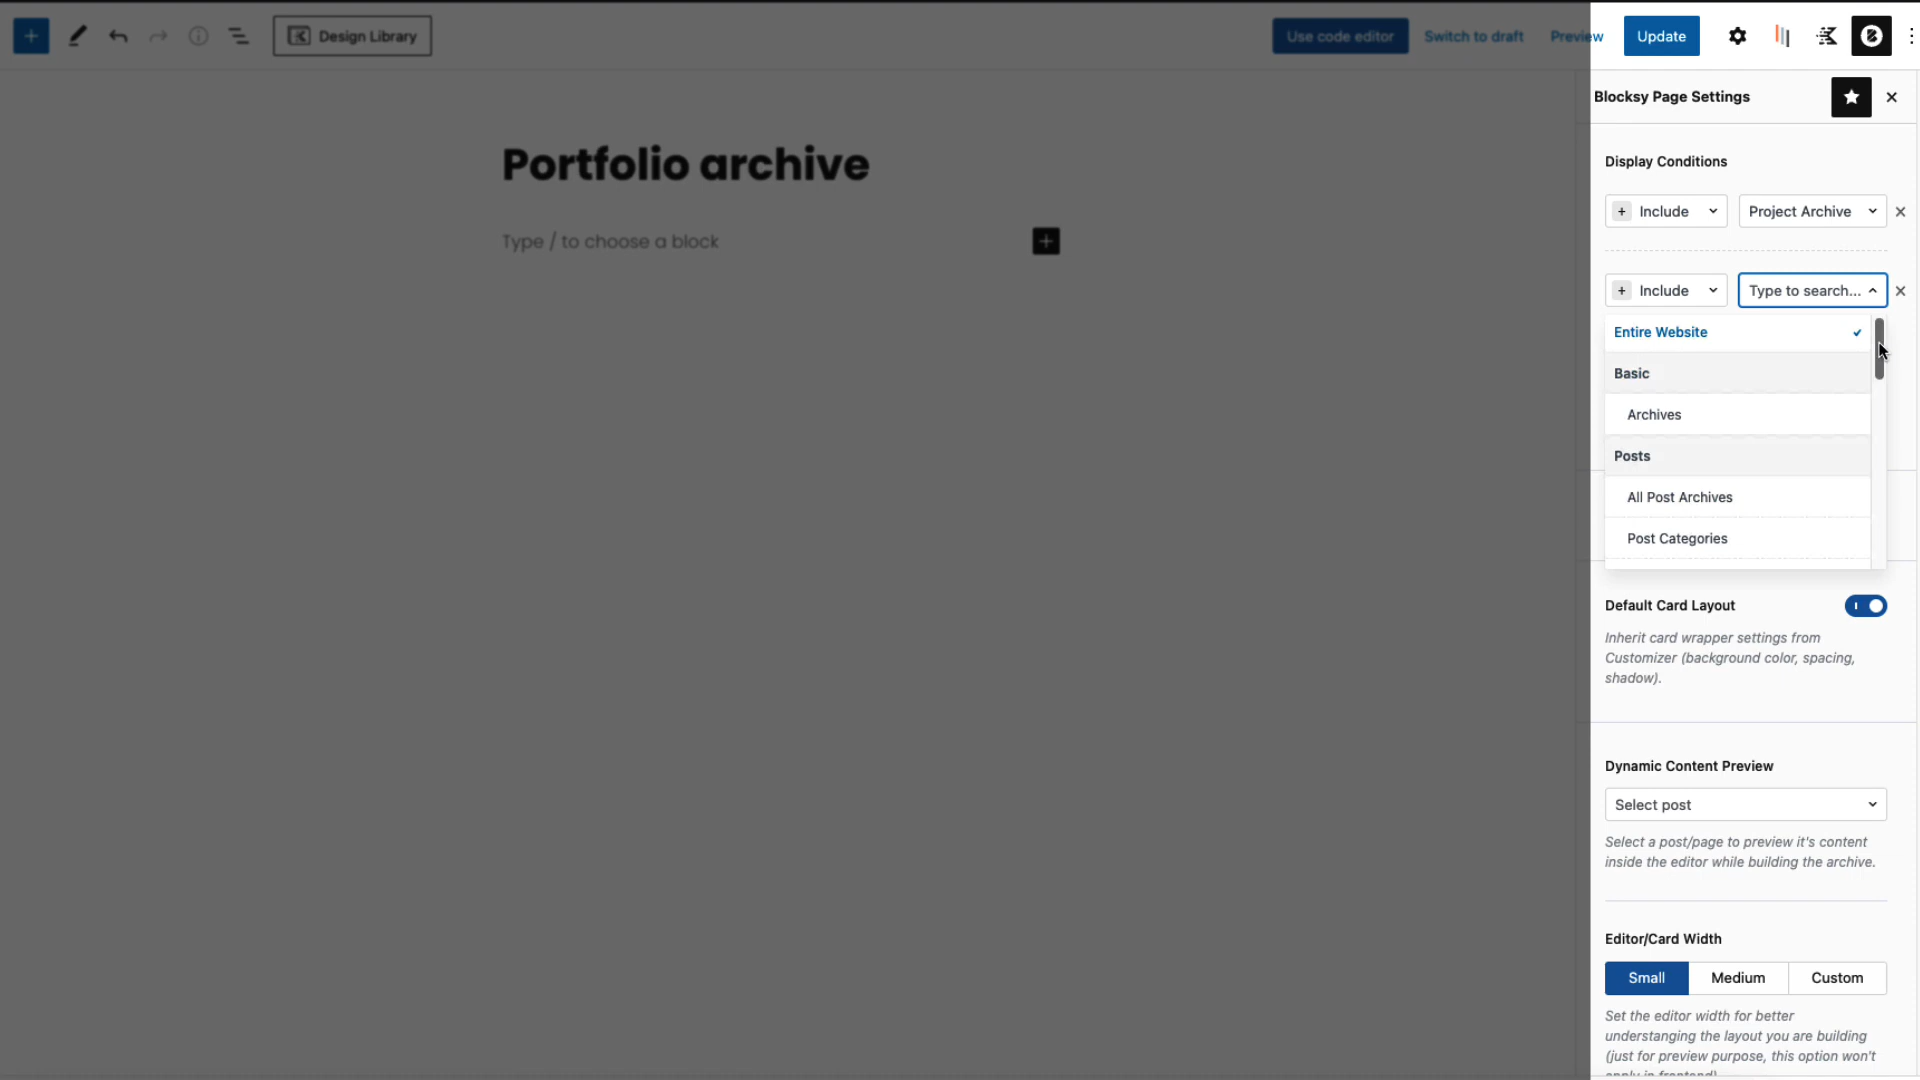 Design Library
Use code editor
Switch to draft
Preview
Update
Blocksy Page Settings
Portfolio archive
Type / to choose a block
Display Conditions
Include
Project Archive
Include
Type to search...
Entire Website
Basic
Archives
Posts
All Post Archives
Post Categories
Default Card Layout
Inherit card wrapper settings from
Customizer (background color, spacing,
shadow).
Dynamic Content Preview
Select post
Select a post/page to preview it's content
inside the editor while building the archive.
Editor/Card Width
Small
Medium
Custom
Set the editor width for better
understanging the layout you are building
(just for preview purpose, this option won't